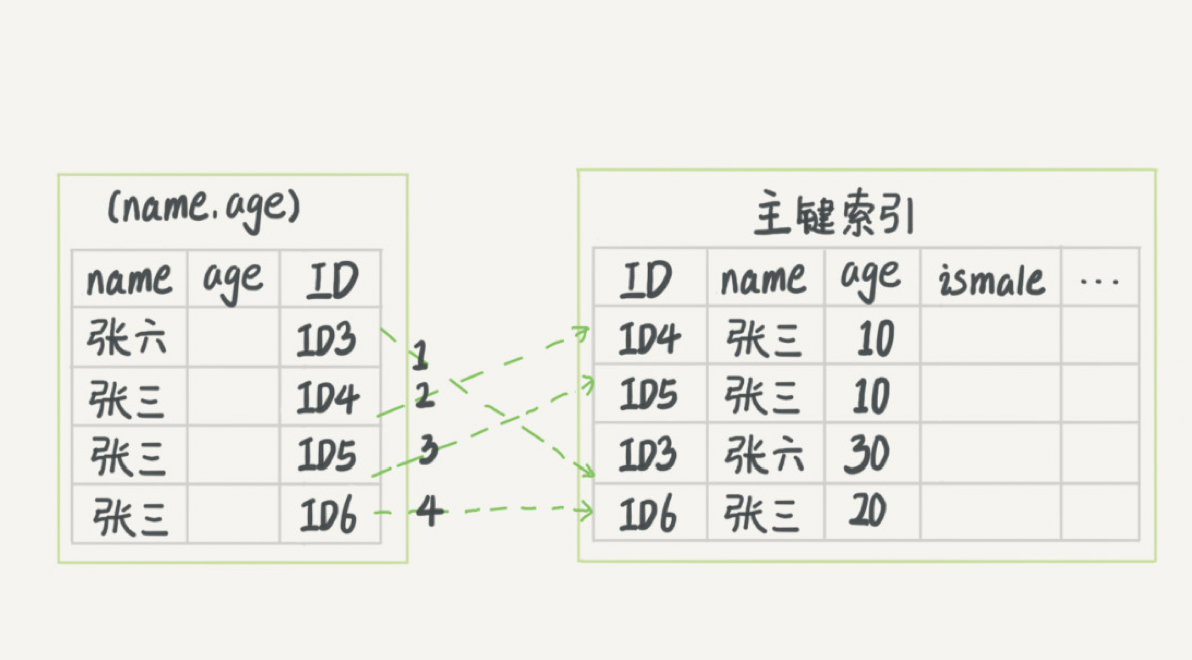 (name.age)
name age ID
张六 ID3
张三 ID4
张三 ID5
张三 ID6
1
2
3
4
主键索引
ID name age ismale ...
ID4 张三 10
ID5 张三 10
ID3 张六 30
ID6 张三 20